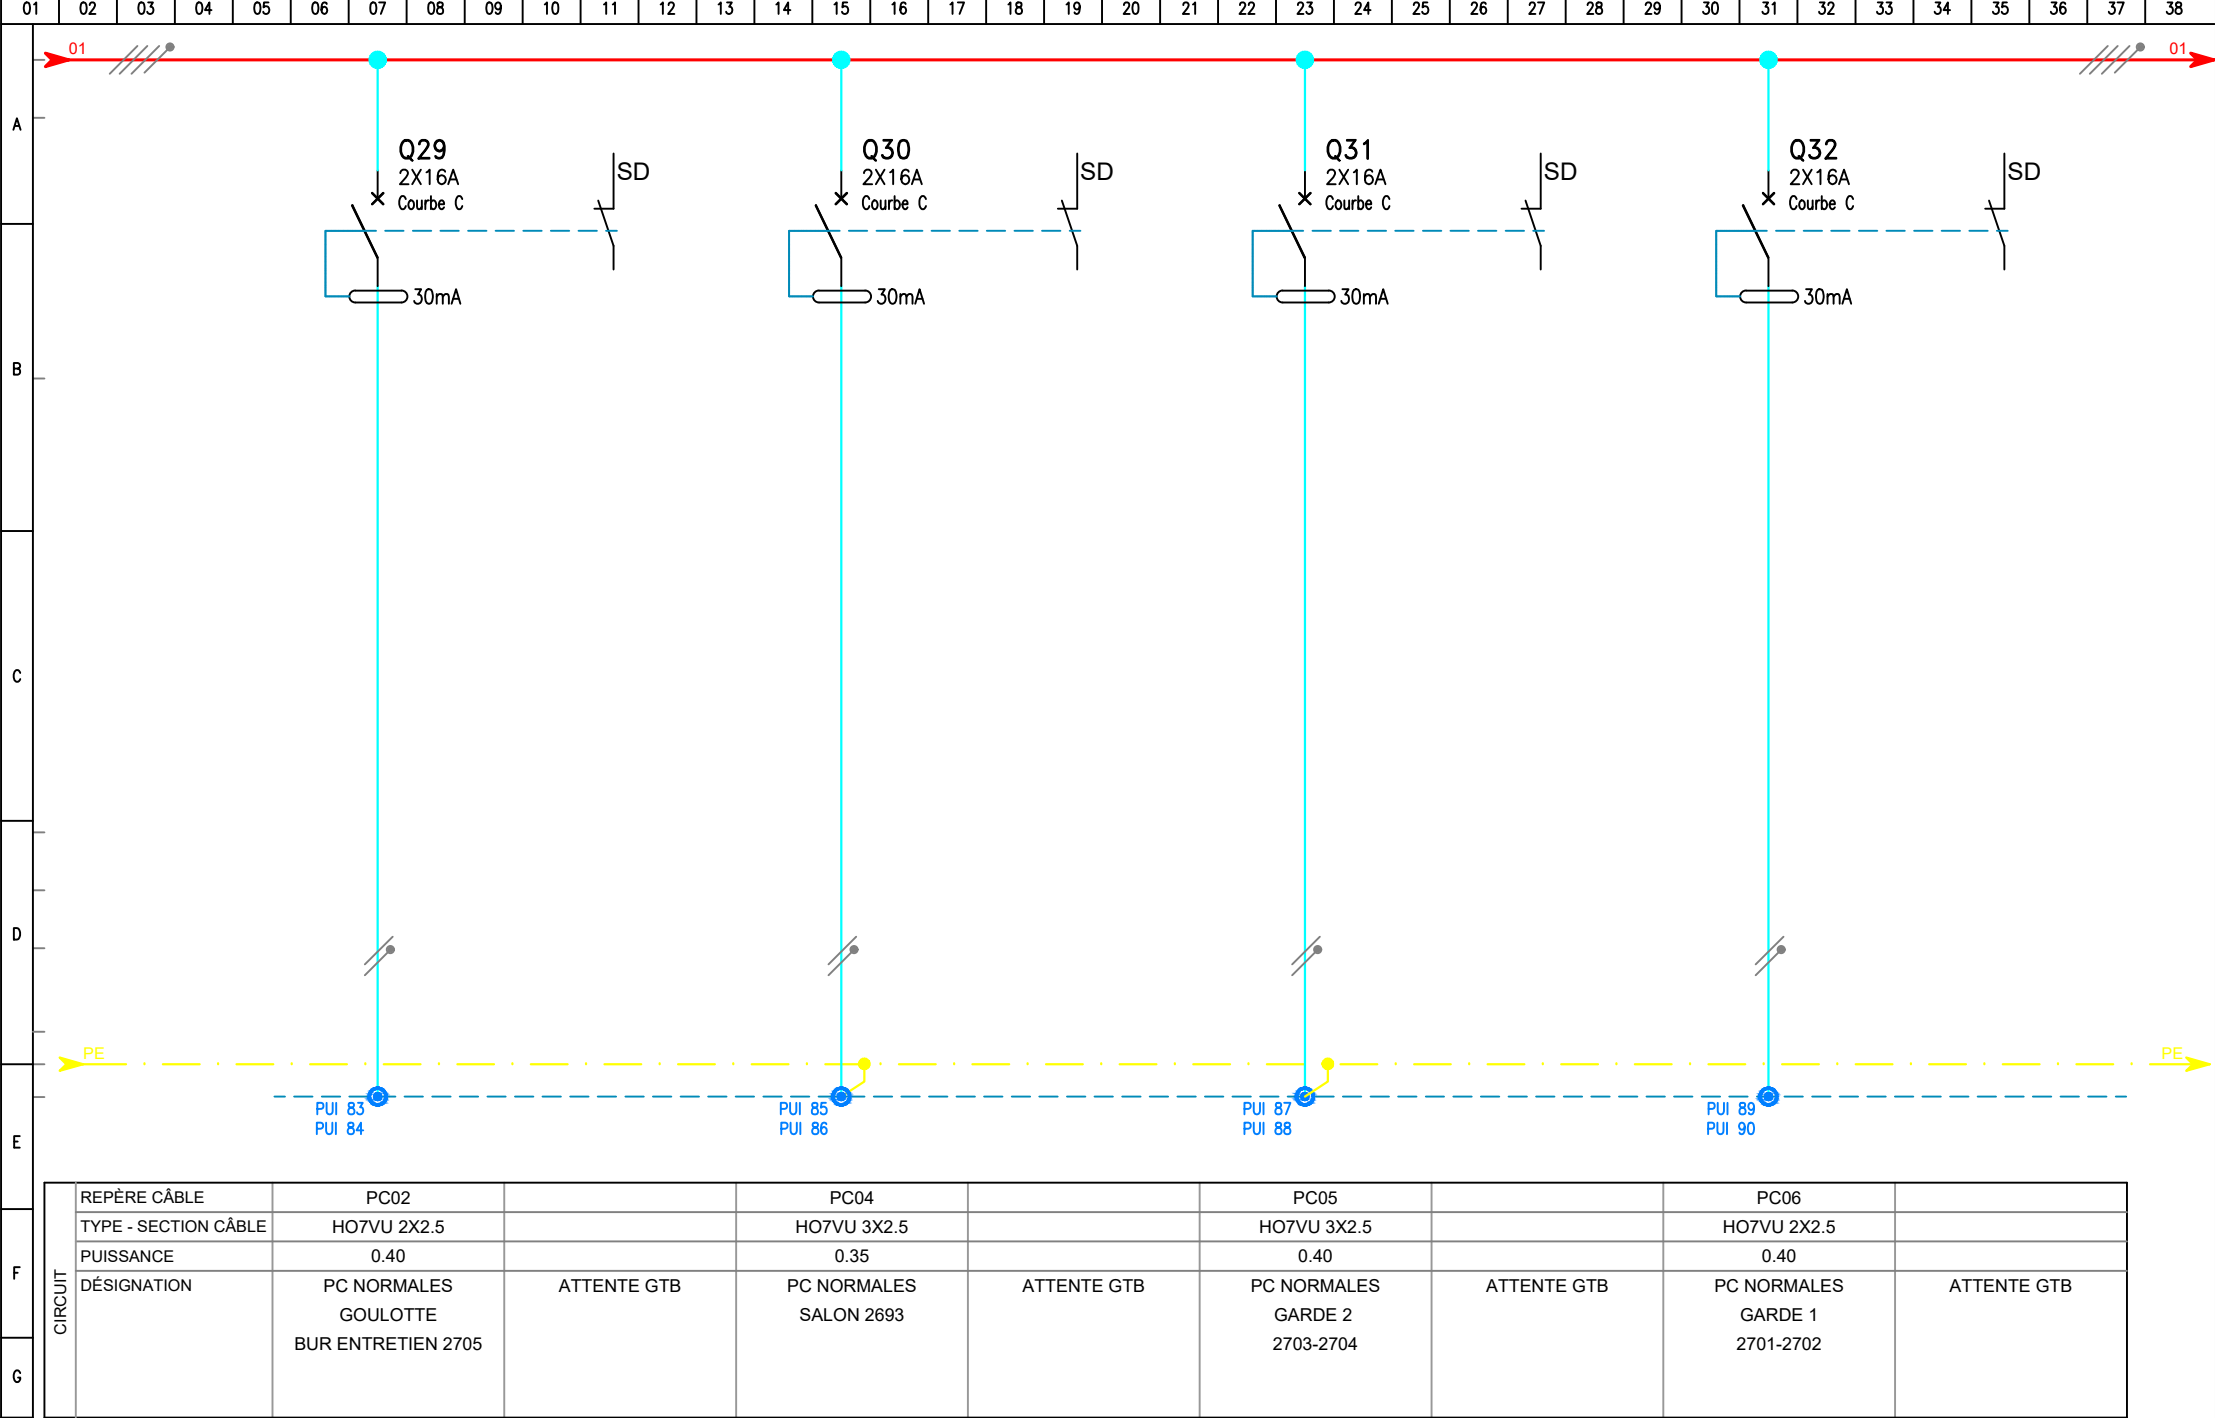 01 02 03 04 05 06 07 08 09 10 11 12 13 14 15 16 17 18 19 20 21 22 23 24 25 26 27 28 29 30 31 32 33 34 35 36 37 38
01 01
A
Q29 Q30 Q31 Q32
SD SD SD SD
2X16A 2X16A 2X16A 2X16A
Courbe C Courbe C Courbe C Courbe C
30mA 30mA 30mA 30mA
B
C
D
PE PE
PUI 83 PUI 85 PUI 87 PUI 89
PUI 84 PUI 86 PUI 88 PUI 90
E
REPÈRE CÂBLE PC02 PC04 PC05 PC06
TYPE - SECTION CÂBLE HO7VU 2X2.5 HO7VU 3X2.5 HO7VU 3X2.5 HO7VU 2X2.5
PUISSANCE 0.40 0.35 0.40 0.40
F
CIRCUIT
DÉSIGNATION PC NORMALES ATTENTE GTB PC NORMALES ATTENTE GTB PC NORMALES ATTENTE GTB PC NORMALES ATTENTE GTB
GOULOTTE SALON 2693 GARDE 2 GARDE 1
BUR ENTRETIEN 2705 2703-2704 2701-2702
G